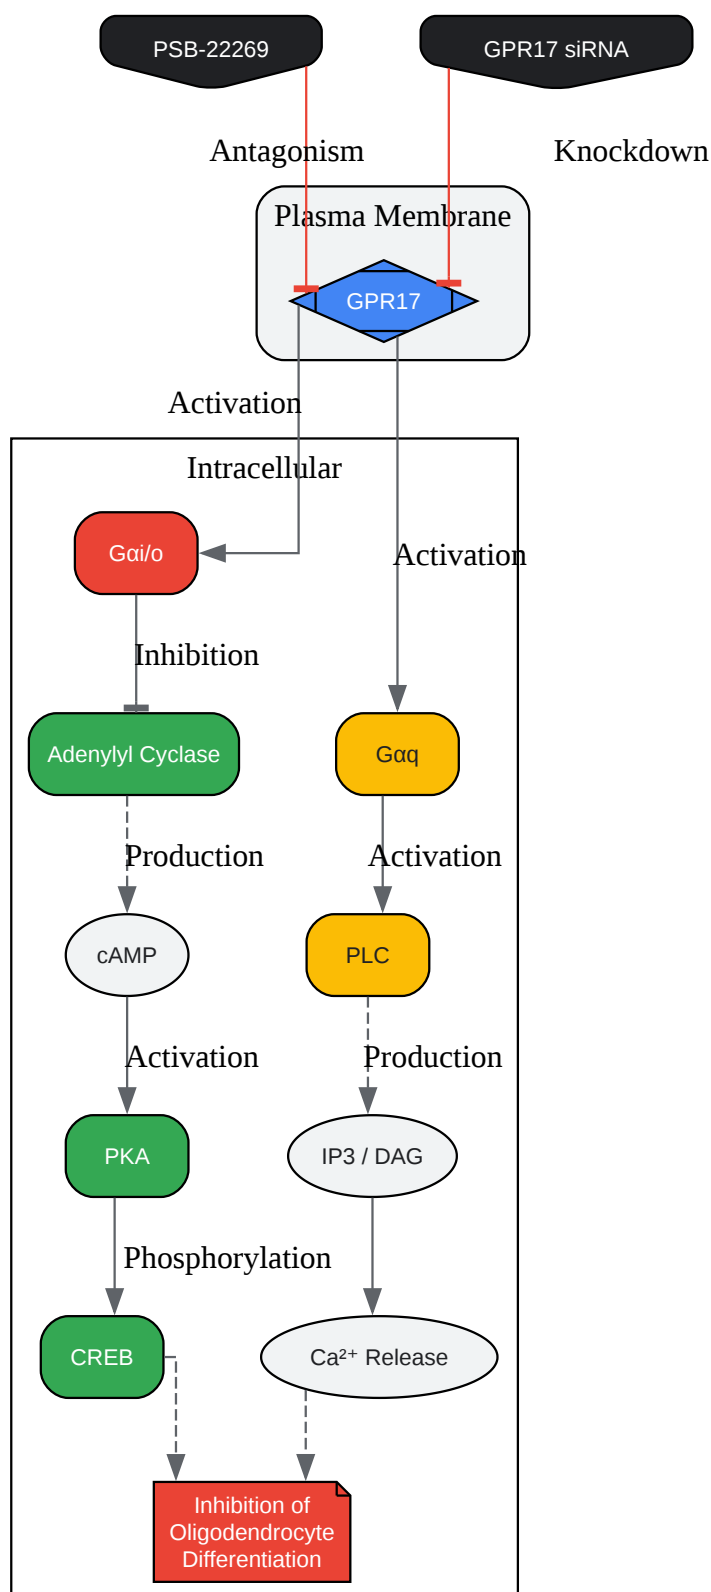 PSB-22269
GPR17 siRNA
Antagonism
Knockdown
Plasma Membrane
GPR17
Activation
Intracellular
Gαi/o
Activation
Inhibition
Adenylyl Cyclase
Gαq
Production
Activation
cAMP
PLC
Activation
Production
PKA
IP3 / DAG
Phosphorylation
CREB
Ca²⁺ Release
Inhibition of
Oligodendrocyte
Differentiation